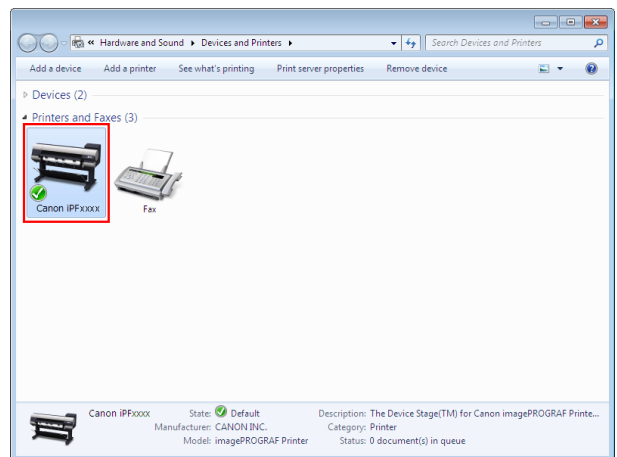 « Hardware and Sound ▸ Devices and Printers ▸ Search Devices and Printers
Add a device Add a printer See what's printing Print server properties Remove device
Devices (2)
Printers and Faxes (3)
Canon iPFxxxx Fax
Canon iPFxxxx State: Default Description: The Device Stage(TM) for Canon imagePROGRAF Printe...
Manufacturer: CANON INC. Category: Printer
Model: imagePROGRAF Printer Status: 0 document(s) in queue